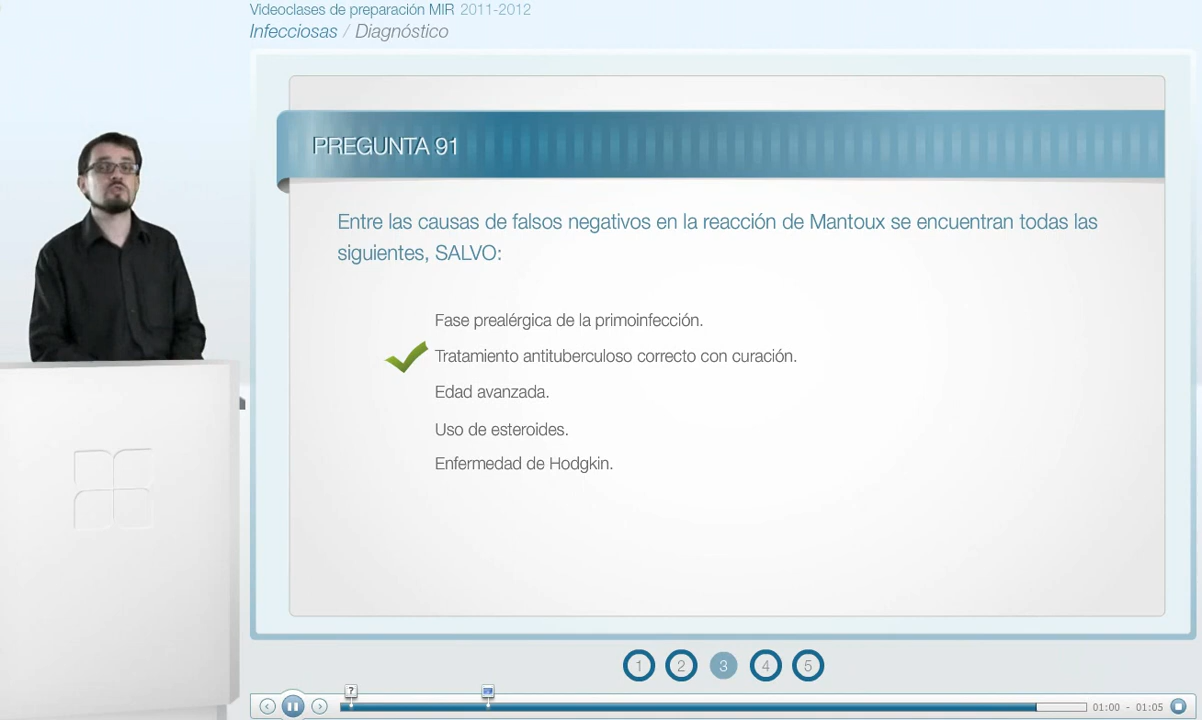 Videoclases de preparación MIR 2011-2012
Infecciosas / Diagnóstico
PREGUNTA 91
Entre las causas de falsos negativos en la reacción de Mantoux se encuentran todas las
siguientes, SALVO:
Fase prealérgica de la primoinfección.
Tratamiento antituberculoso correcto con curación.
Edad avanzada.
Uso de esteroides.
Enfermedad de Hodgkin.
1 2 3 4 5
?
01:00 - 01:05